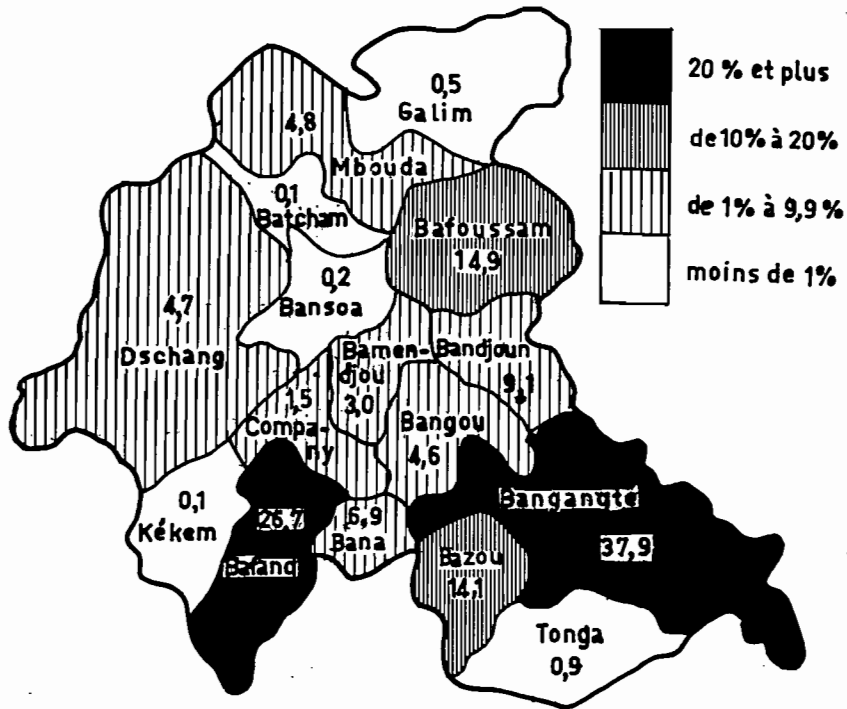 20 % et plus
de 10% à 20%
de 1% à 9,9%
moins de 1%
0,5
Galim
4,8
Mbouda
0,1
Batcham
Bafoussam
14,9
0,2
Bansoa
4,7
Dschang
Bamen-
djou
3,0
Bandjoun
9,1
1,5
Compa-
ny
Bangou
4,6
0,1
Kékem
26,7
Bafang
6,9
Bana
Bangangté
37,9
Bazou
14,1
Tonga
0,9